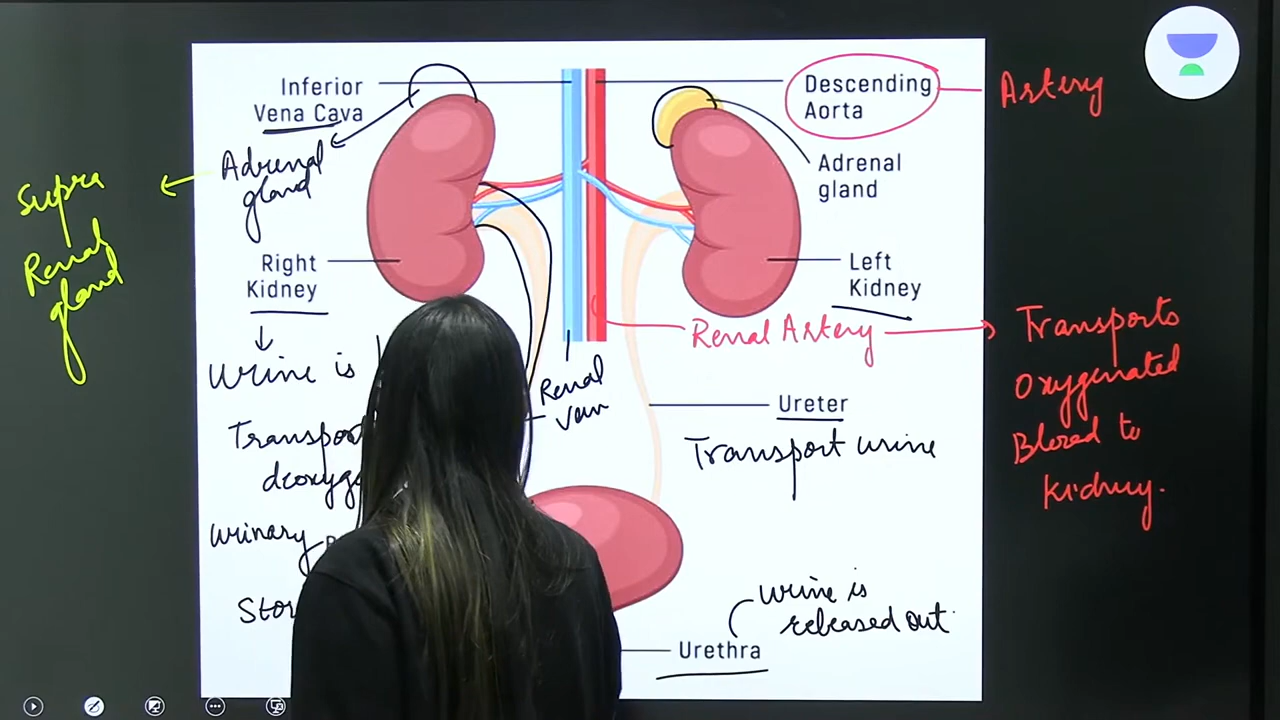 Inferior
Vena Cava
Descending
Aorta
Artery
Adrenal
gland
Adrenal
gland
Supra
Renal
gland
Right
Kidney
Left
Kidney
Renal Artery
Transports
Oxygenated
Blood to
kidney.
Urine is
Renal
Ureter
Transport urine
Urinary
Urine is
released out.
Urethra